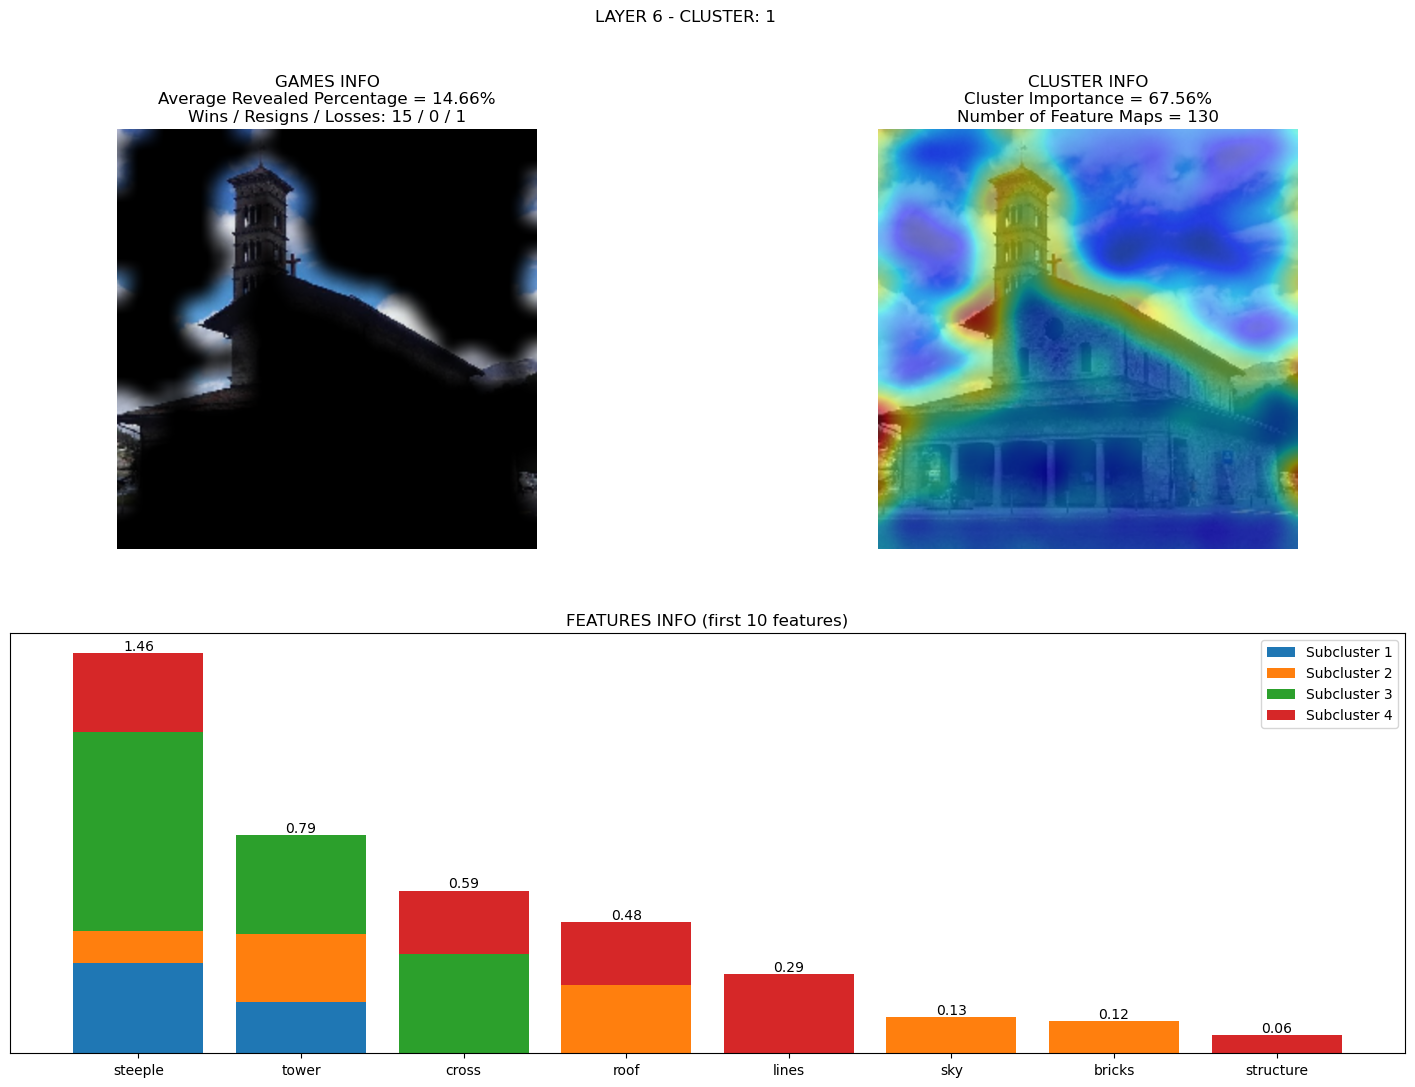 LAYER 6 - CLUSTER: 1
GAMES INFO
Average Revealed Percentage = 14.66%
Wins / Resigns / Losses: 15 / 0 / 1
CLUSTER INFO
Cluster Importance = 67.56%
Number of Feature Maps = 130
FEATURES INFO (first 10 features)
Subcluster 1
Subcluster 2
Subcluster 3
Subcluster 4
1.46
0.79
0.59
0.48
0.29
0.13
0.12
0.06
steeple
tower
cross
roof
lines
sky
bricks
structure